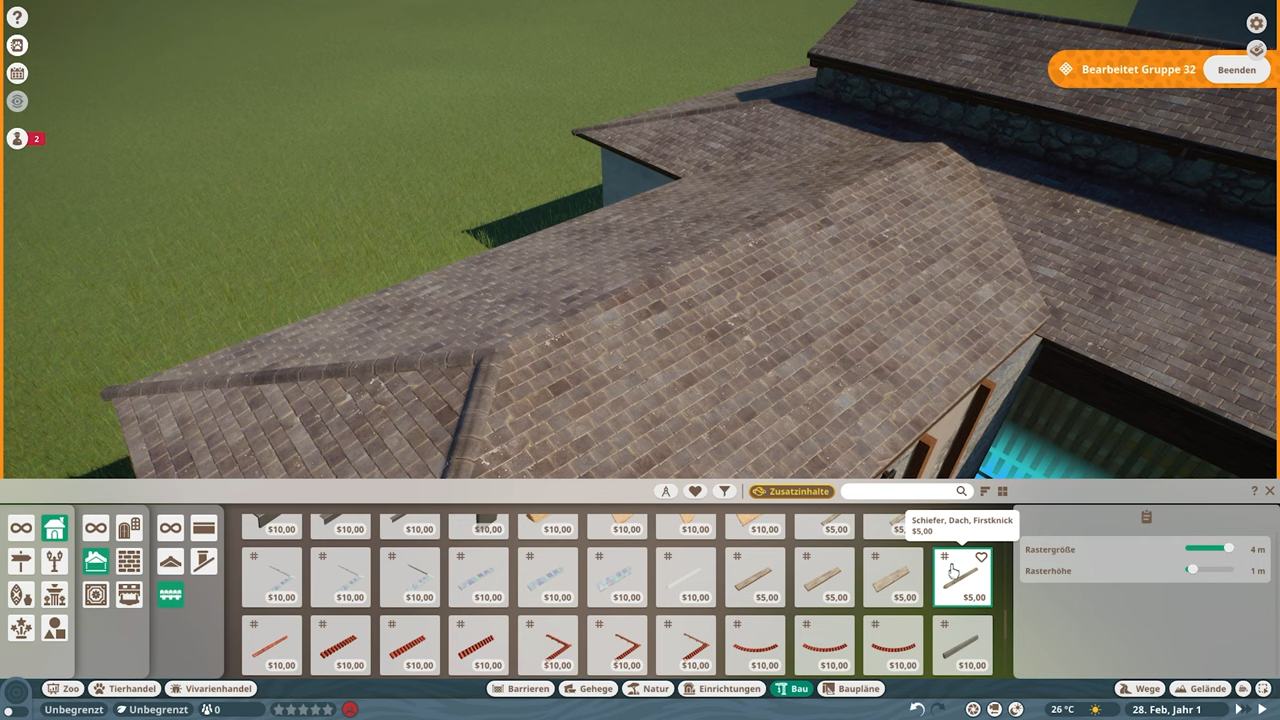 ?
Bearbeitet Gruppe 32
Beenden
2
Zusatzinhalte
? ×
$10,00 $10,00 $10,00 $10,00 $10,00 $10,00 $10,00 $10,00 $5,00
Schiefer, Dach, Firstknick
$5,00
Rastergröße 4 m
Rasterhöhe 1 m
$10,00 $10,00 $10,00 $10,00 $10,00 $10,00 $10,00 $5,00 $5,00 $5,00 $5,00
$10,00 $10,00 $10,00 $10,00 $10,00 $10,00 $10,00 $10,00 $10,00 $10,00 $10,00
Zoo Tierhandel Vivarienhandel Barrieren Gehege Natur Einrichtungen Bau Baupläne Wege Gelände
Unbegrenzt Unbegrenzt 0 26 °C 28. Feb, Jahr 1